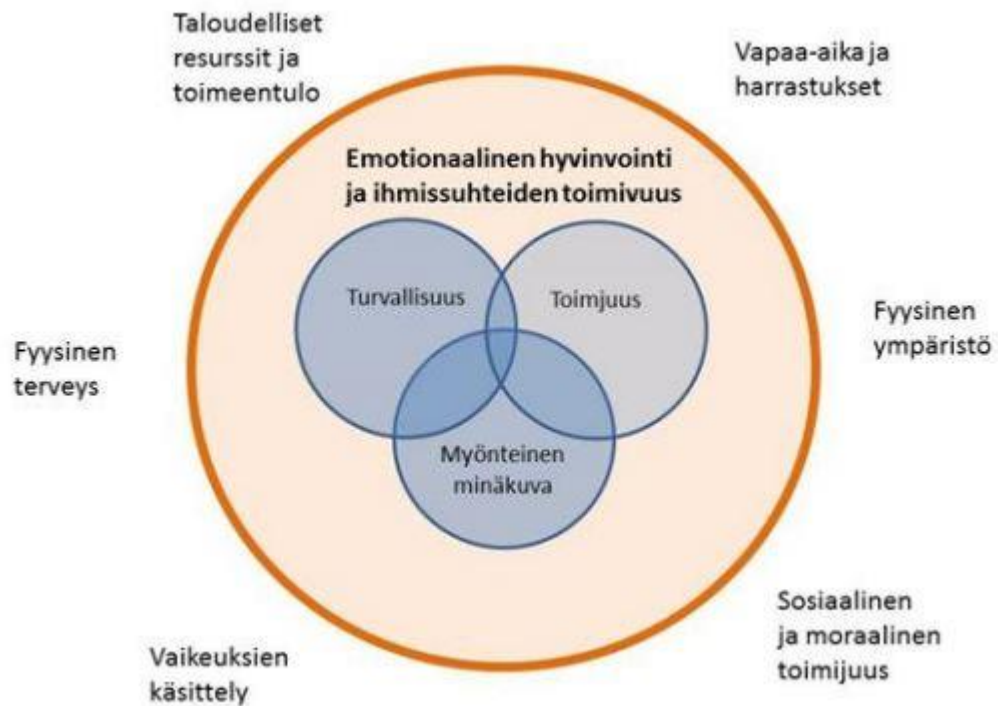 Taloudelliset
resurssit ja
toimeentulo
Vapaa-aika ja
harrastukset
Emotionaalinen hyvinvointi
ja ihmissuhteiden toimivuus
Turvallisuus
Toimjuus
Fyysinen
terveys
Fyysinen
ympäristö
Myönteinen
minäkuva
Vaikeuksien
käsittely
Sosiaalinen
ja moraalinen
toimijuus